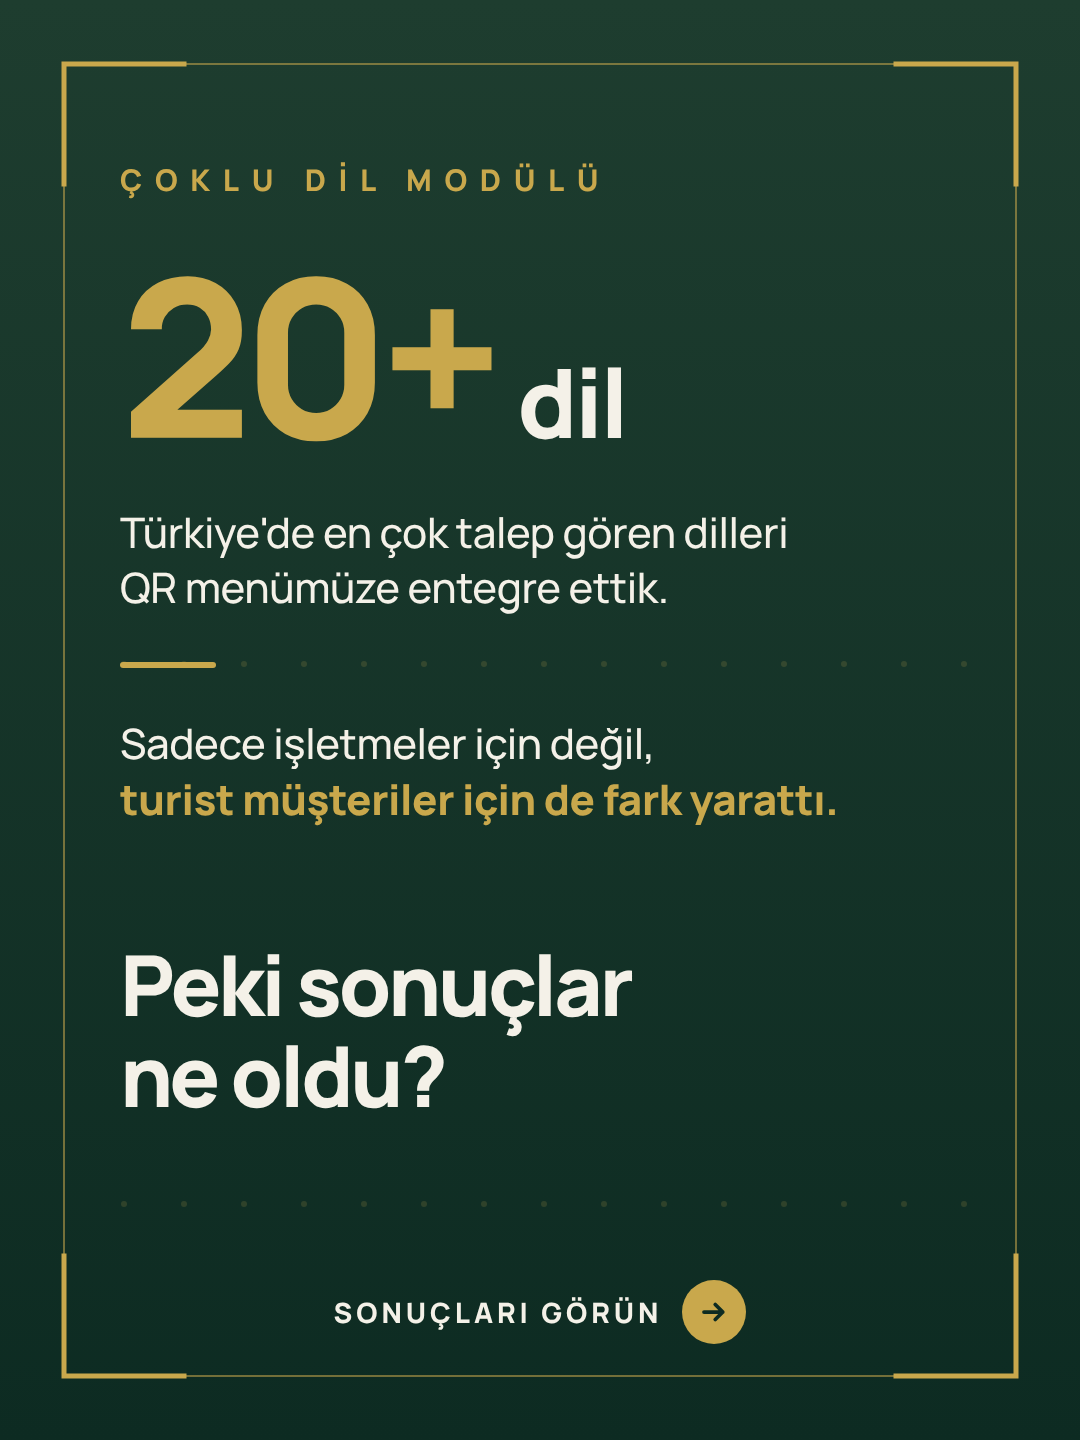 ÇOKLU DİL MODÜLÜ
20+ dil
Türkiye'de en çok talep gören dilleri
QR menümüze entegre ettik.
Sadece işletmeler için değil,
turist müşteriler için de fark yarattı.
Peki sonuçlar
ne oldu?
SONUÇLARI GÖRÜN